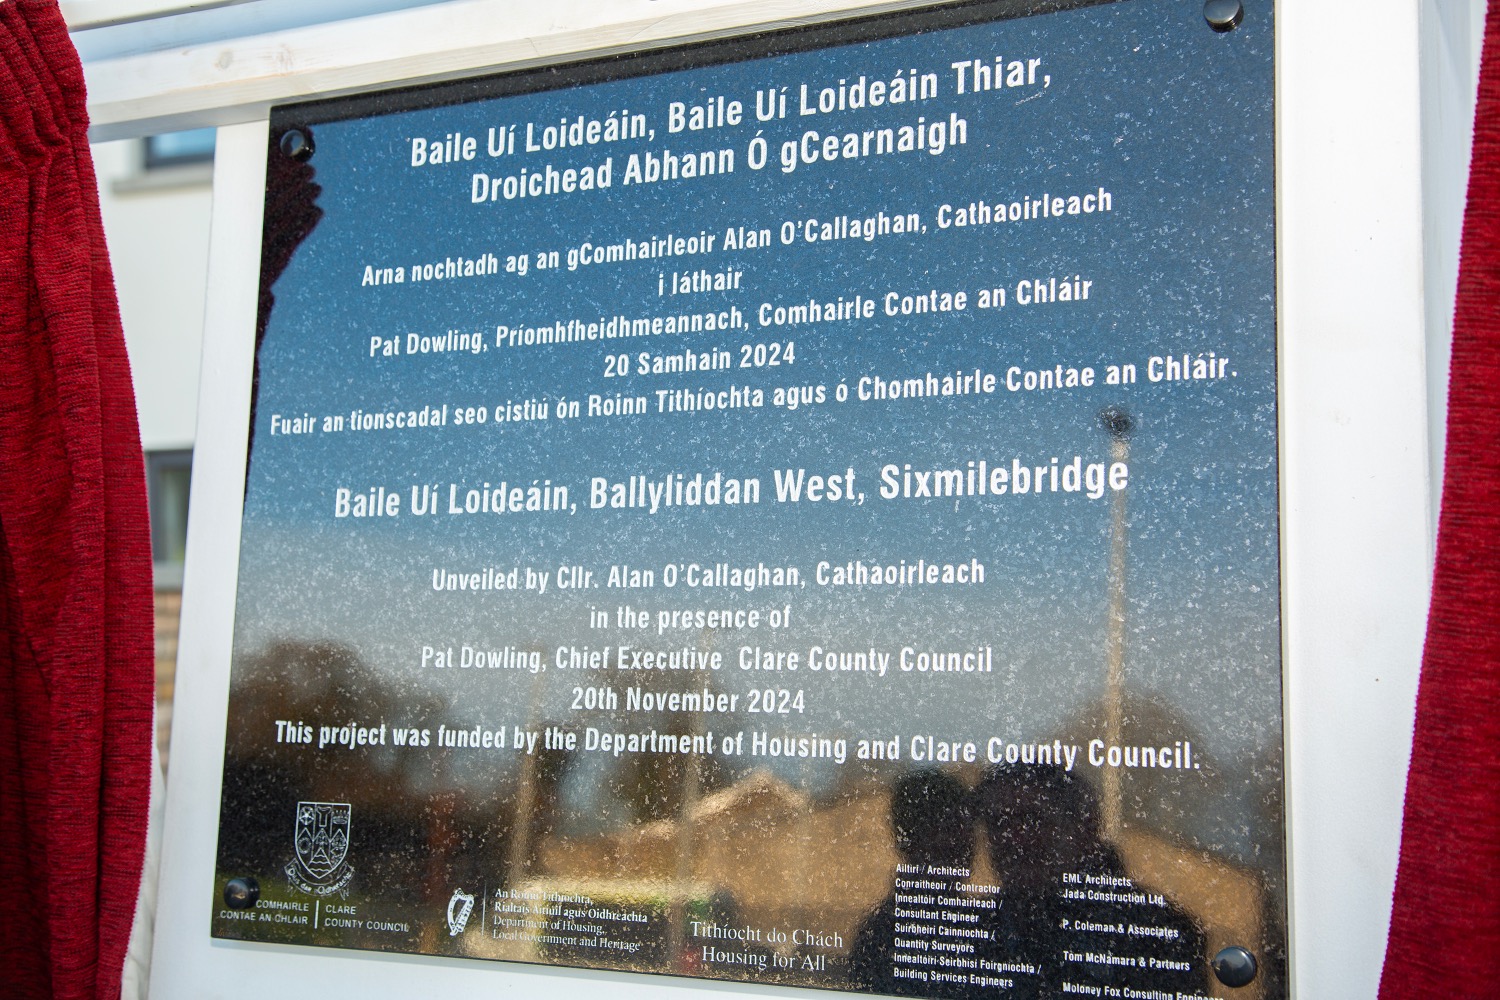 Baile Uí Loideáin, Baile Uí Loideáin Thiar,
Droichead Abhann Ó gCearnaigh
Arna nochtadh ag an gComhairleoir Alan O'Callaghan, Cathaoirleach
i láthair
Pat Dowling, Príomhfheidhmeannach, Comhairle Contae an Chláir
20 Samhain 2024
Fuair an tionscadal seo cistiú ón Roinn Tithíochta agus ó Chomhairle Contae an Chláir.
Baile Uí Loideáin, Ballyliddan West, Sixmilebridge
Unveiled by Cllr. Alan O'Callaghan, Cathaoirleach
in the presence of
Pat Dowling, Chief Executive Clare County Council
20th November 2024
This project was funded by the Department of Housing and Clare County Council.
COMHAIRLE
CONTAE AN CHLÁIR
CLARE
COUNTY COUNCIL
An Roinn Tithíochta,
Rialtais Áitiúil agus Oidhreachta
Department of Housing,
Local Government and Heritage
Tithíocht do Chách
Housing for All
Ailtirí / Architects
Conraitheoir / Contractor
Innealtóir Comhairleach /
Consultant Engineer
Suirbhéirí Cainníochta /
Quantity Surveyors
Innealtóirí Seirbhísí Foirgníochta /
Building Services Engineers
EML Architects
Jada Construction Ltd.
P. Coleman & Associates
Tom McNamara & Partners
Moloney Fox Consulting Engineers